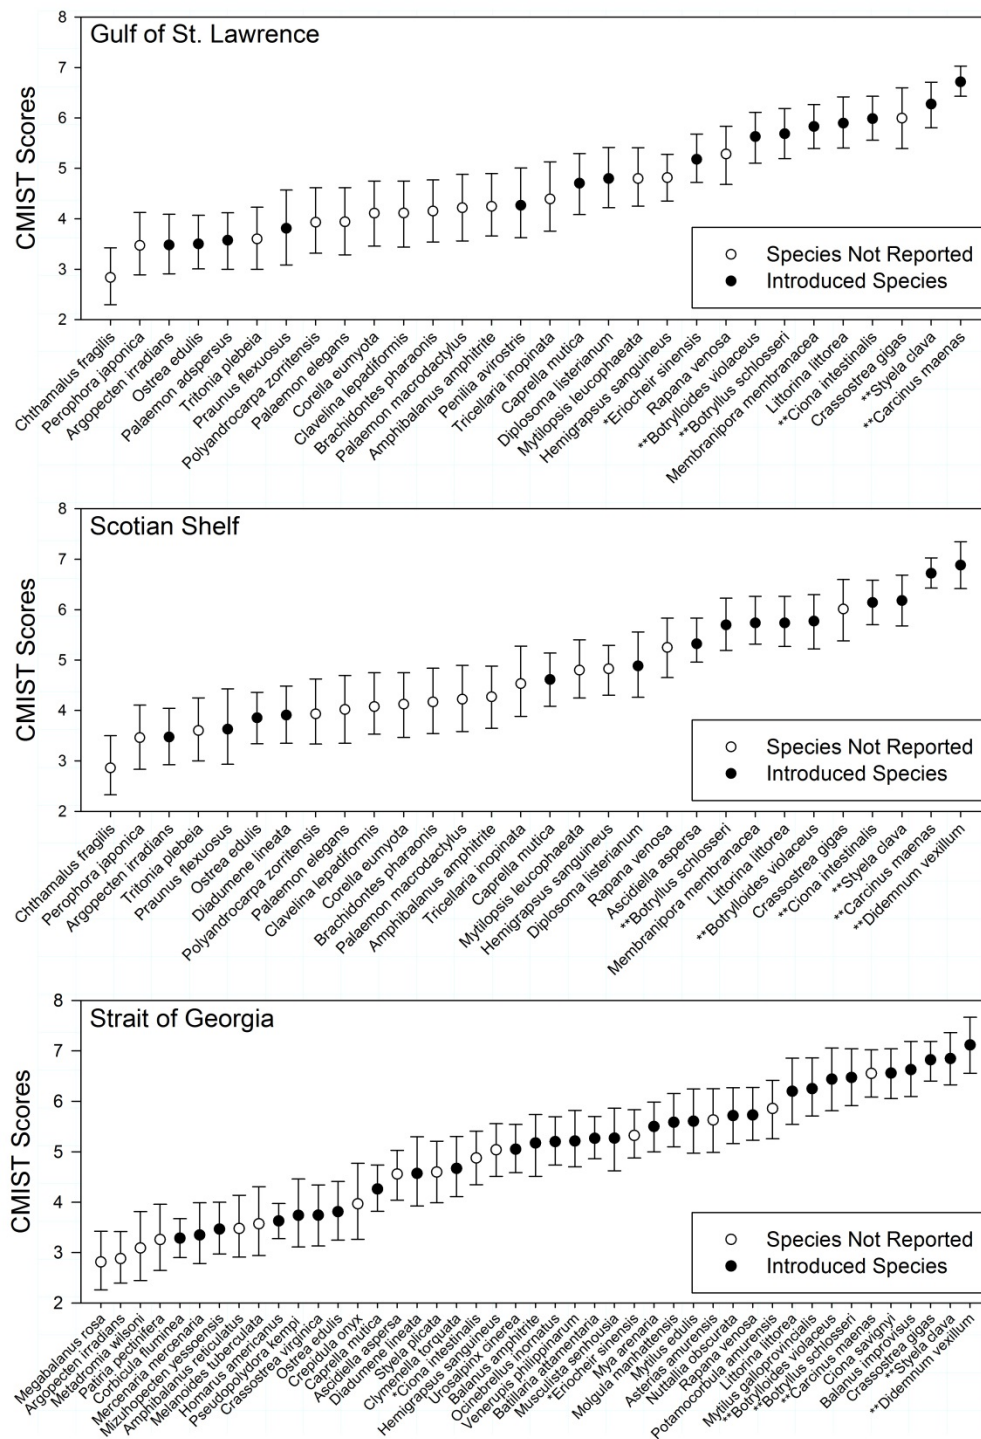 Gulf of St. Lawrence
CMIST Scores
8
7
6
5
4
3
2
Species Not Reported
Introduced Species
Chthamalus fragilis
Perophora japonica
Argopecten irradians
Ostrea edulis
Palaemon adspersus
Tritonia plebeia
Praunus flexuosus
Polyandrocarpa zorritensis
Palaemon elegans
Corella eumyota
Clavelina lepadiformis
Brachidontes pharaonis
Palaemon macrodactylus
Amphibalanus amphitrite
Penilia avirostris
Tricellaria inopinata
Caprella mutica
Diplosoma listerianum
Mytilopsis leucophaeata
Hemigrapsus sanguineus
*Eriocheir sinensis
Rapana venosa
**Botrylloides violaceus
**Botryllus schlosseri
Membranipora membranacea
Littorina littorea
**Ciona intestinalis
Crassostrea gigas
**Styela clava
**Carcinus maenas
Scotian Shelf
CMIST Scores
8
7
6
5
4
3
2
Species Not Reported
Introduced Species
Chthamalus fragilis
Perophora japonica
Argopecten irradians
Tritonia plebeia
Praunus flexuosus
Ostrea edulis
Diadumene lineata
Polyandrocarpa zorritensis
Palaemon elegans
Clavelina lepadiformis
Corella eumyota
Brachidontes pharaonis
Palaemon macrodactylus
Amphibalanus amphitrite
Tricellaria inopinata
Caprella mutica
Mytilopsis leucophaeata
Hemigrapsus sanguineus
Diplosoma listerianum
Rapana venosa
Ascidiella aspersa
**Botryllus schlosseri
Membranipora membranacea
Littorina littorea
**Botrylloides violaceus
Crassostrea gigas
**Ciona intestinalis
**Styela clava
**Carcinus maenas
**Didemnum vexillum
Strait of Georgia
CMIST Scores
8
7
6
5
4
3
2
Species Not Reported
Introduced Species
Megabalanus rosa
Argopecten irradians
Metadromia wilsoni
Patiria pectinifera
Corbicula fluminea
Mercenaria mercenaria
Mizuhopecten yessoensis
Amphibalanus reticulatus
Melanoides tuberculata
Homarus americanus
Pseudopolydora kempi
Crassostrea virginica
Ostrea edulis
Crepidula onyx
Caprella mutica
Ascidiella aspersa
Diadumene lineata
Styela plicata
Clymenella torquata
*Ciona intestinalis
Hemigrapsus sanguineus
Urosalpinx cinerea
Balanus amphitrite
Ocinebrellus inornatus
Venerupis philippinarum
Batillaria attramentaria
Musculista senhousia
*Eriocheir sinensis
Mya arenaria
Molgula manhattensis
Mytilus edulis
Asterias amurensis
Nuttallia obscurata
Rapana venosa
Potamocorbula amurensis
Littorina littorea
Mytilus galloprovincialis
**Botrylloides violaceus
**Botryllus schlosseri
**Carcinus maenas
Ciona savignyi
Balanus improvisus
Crassostrea gigas
**Styela clava
**Didemnum vexillum